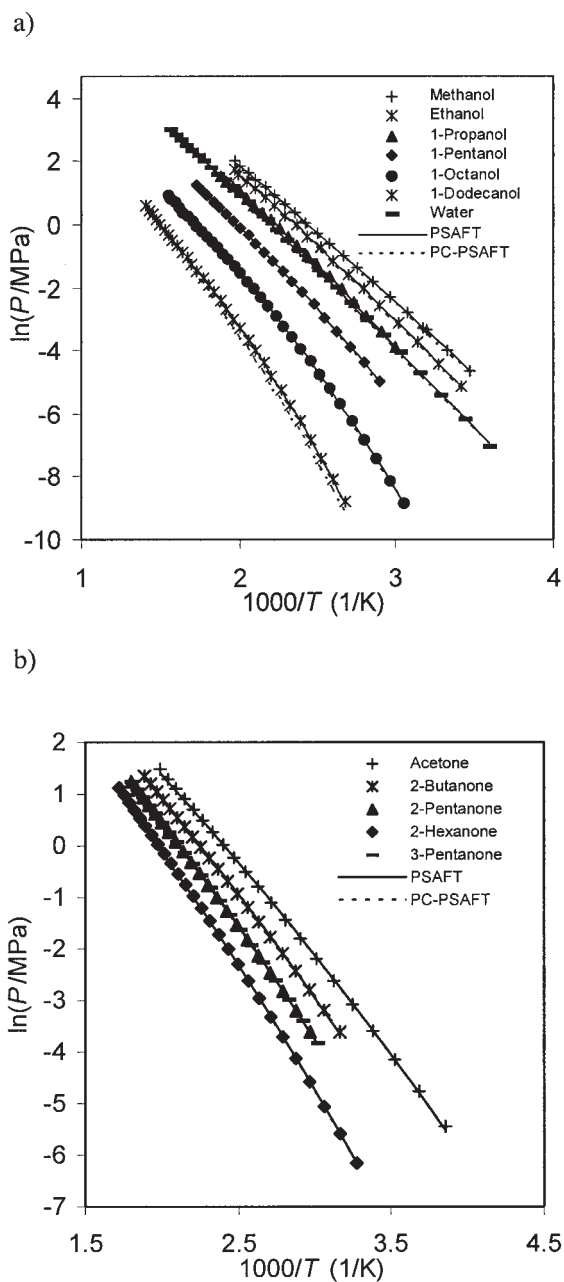 a)
4
2
0
-2
-4
-6
-8
-10
ln(P/MPa)
Methanol
Ethanol
1-Propanol
1-Pentanol
1-Octanol
1-Dodecanol
Water
PSAFT
PC-PSAFT
1
2
3
4
1000/T (1/K)
b)
2
1
0
-1
-2
-3
-4
-5
-6
-7
ln(P/MPa)
Acetone
2-Butanone
2-Pentanone
2-Hexanone
3-Pentanone
PSAFT
PC-PSAFT
1.5
2.5
3.5
4.5
1000/T (1/K)